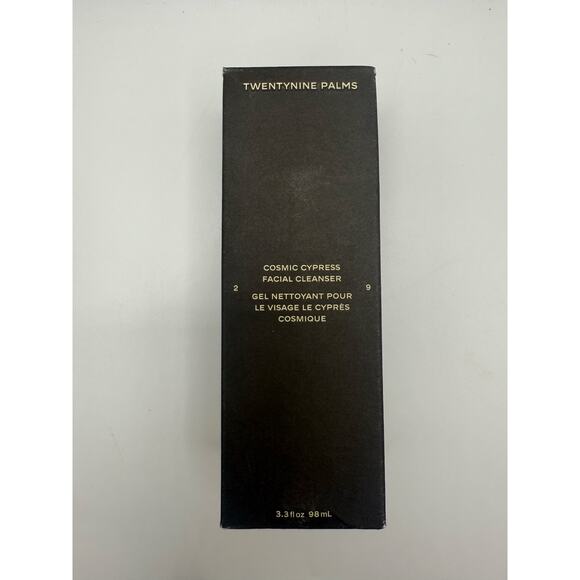 TWENTYNINE PALMS
COSMIC CYPRESS
FACIAL CLEANSER
2 9
GEL NETTOYANT POUR
LE VISAGE LE CYPRÈS
COSMIQUE
3.3 fl oz 98 mL